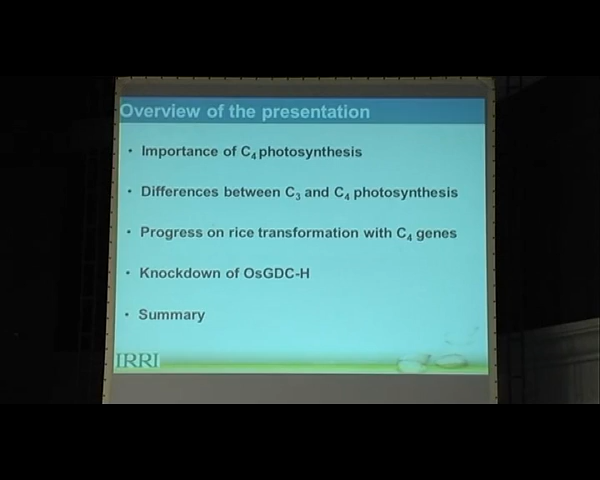 Overview of the presentation
• Importance of C₄ photosynthesis
• Differences between C₃ and C₄ photosynthesis
• Progress on rice transformation with C₄ genes
• Knockdown of OsGDC-H
• Summary
IRRI